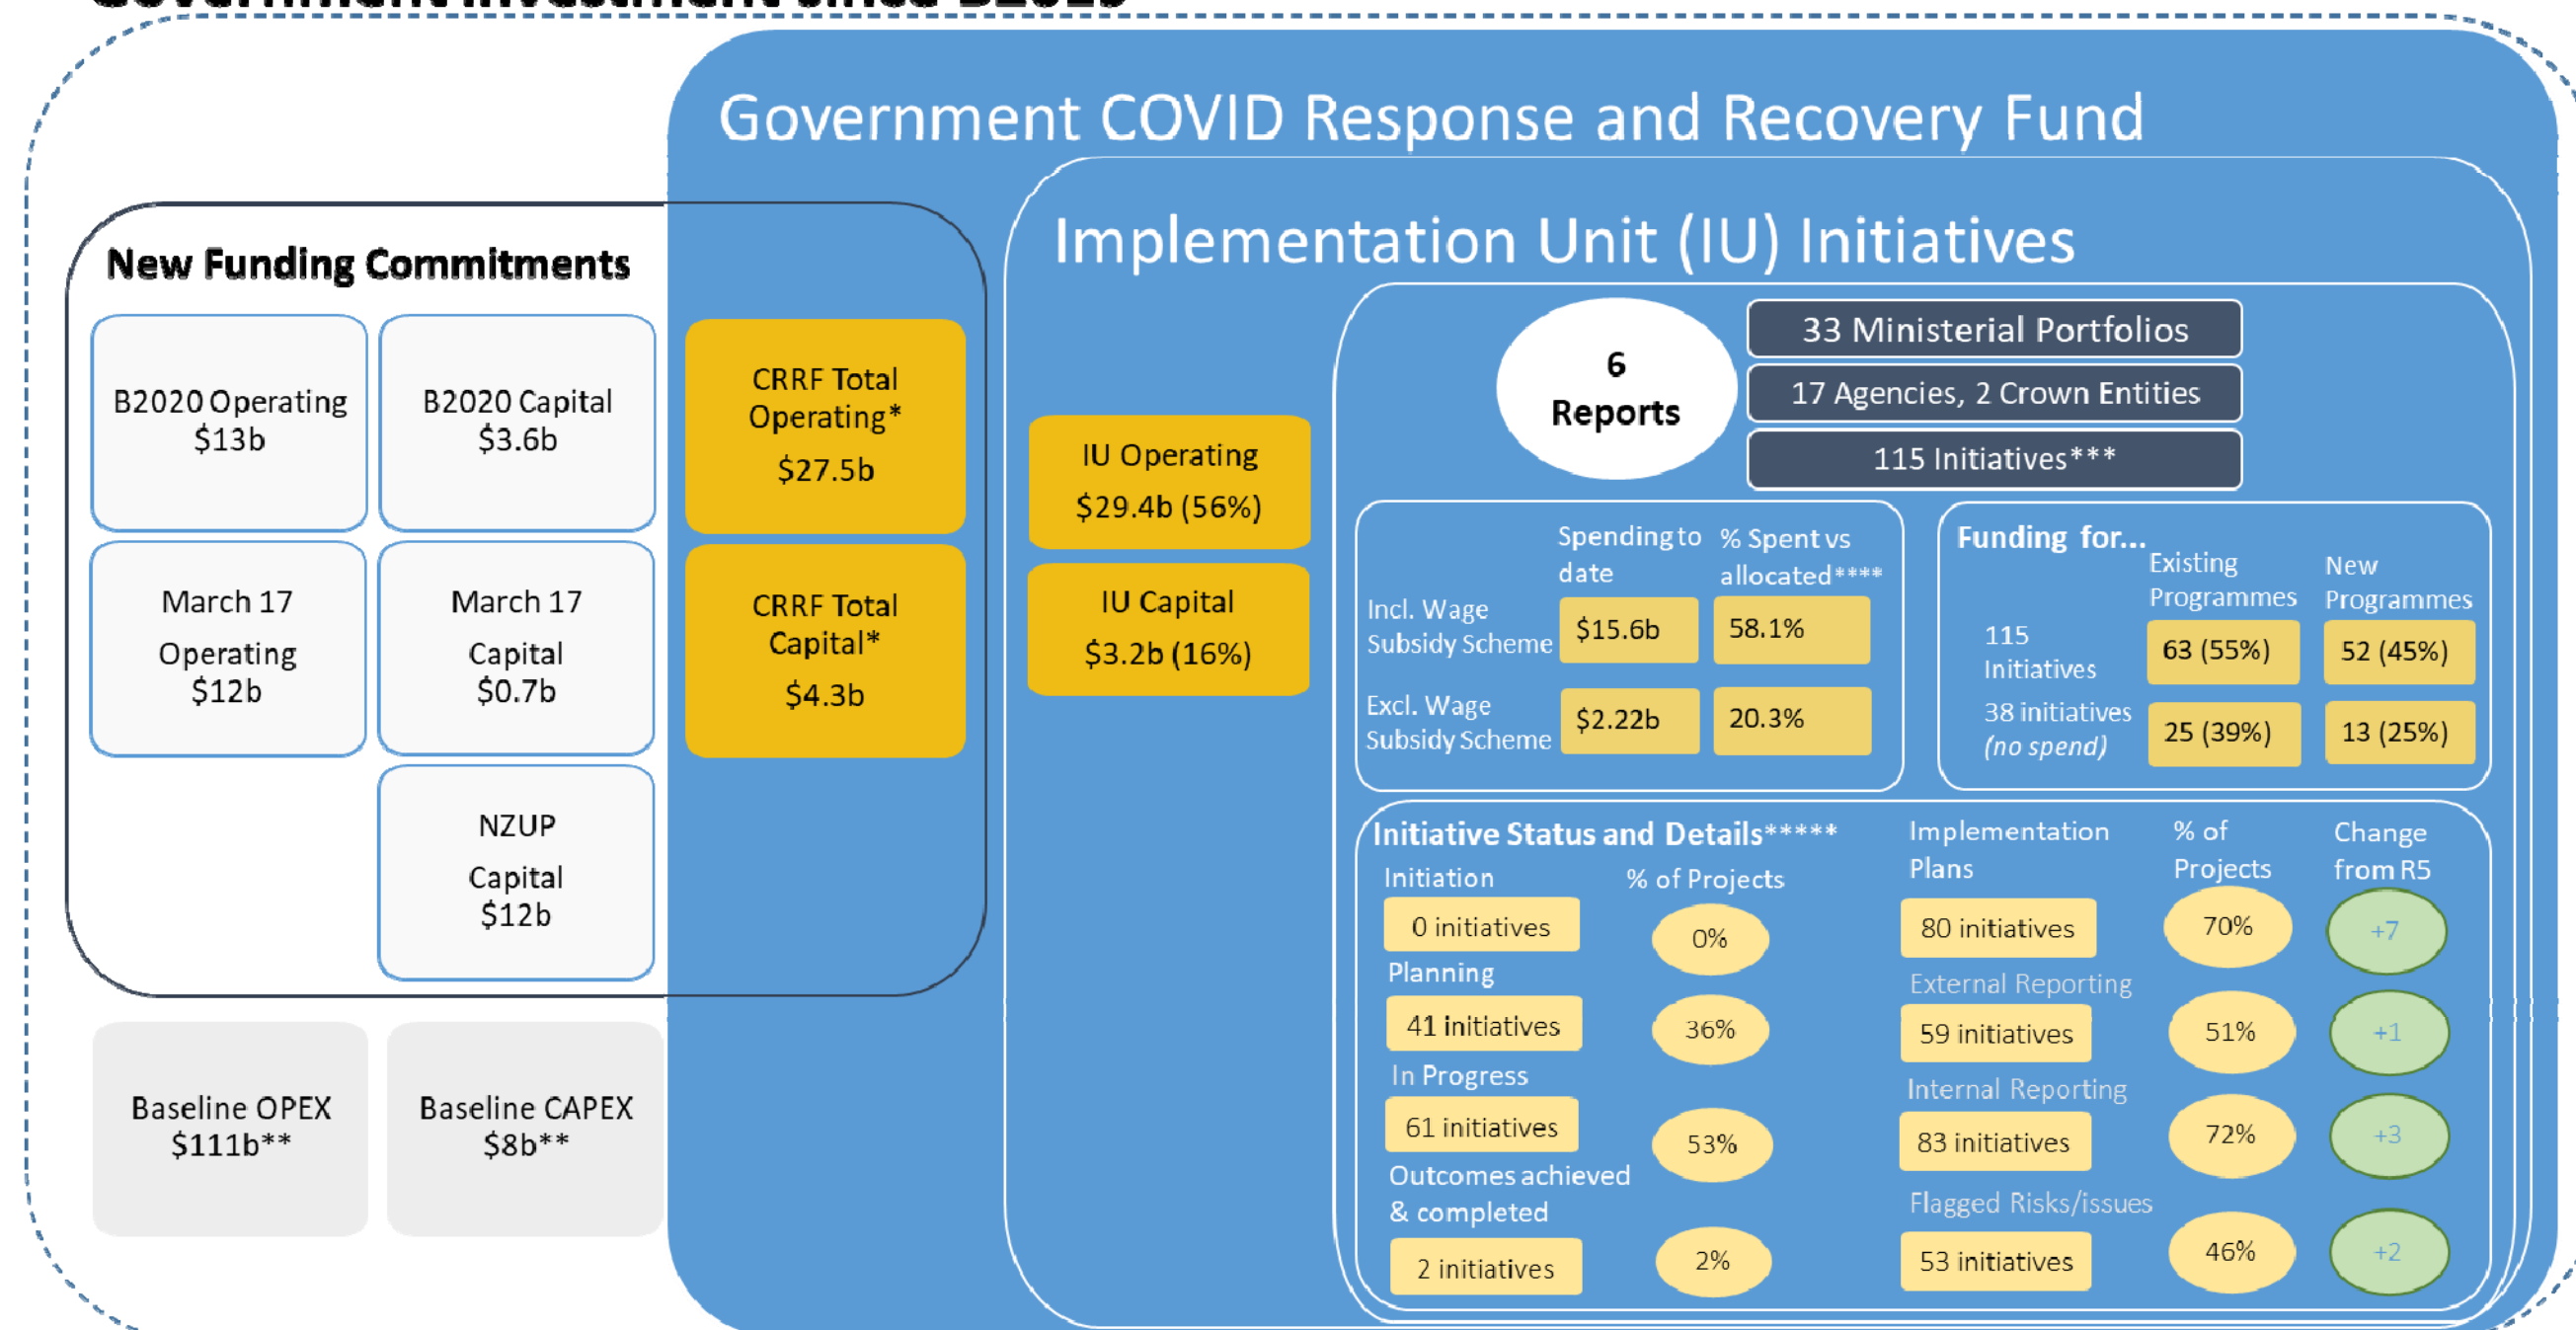 Government Investment since B2019
Government COVID Response and Recovery Fund
Implementation Unit (IU) Initiatives
New Funding Commitments
B2020 Operating
$13b
B2020 Capital
$3.6b
CRRF Total
Operating*
$27.5b
March 17
Operating
$12b
March 17
Capital
$0.7b
CRRF Total
Capital*
$4.3b
NZUP
Capital
$12b
Baseline OPEX
$111b**
Baseline CAPEX
$8b**
IU Operating
$29.4b (56%)
IU Capital
$3.2b (16%)
6
Reports
33 Ministerial Portfolios
17 Agencies, 2 Crown Entities
115 Initiatives***
Spending to
date
% Spent vs
allocated****
Incl. Wage
Subsidy Scheme
$15.6b
58.1%
Excl. Wage
Subsidy Scheme
$2.22b
20.3%
Funding for...
Existing
Programmes
New
Programmes
115
Initiatives
63 (55%)
52 (45%)
38 initiatives
(no spend)
25 (39%)
13 (25%)
Initiative Status and Details*****
Initiation
% of Projects
0 initiatives
0%
Planning
41 initiatives
36%
In Progress
61 initiatives
53%
Outcomes achieved
& completed
2 initiatives
2%
Implementation
Plans
% of
Projects
Change
from R5
80 initiatives
70%
+7
External Reporting
59 initiatives
51%
+1
Internal Reporting
83 initiatives
72%
+3
Flagged Risks/issues
53 initiatives
46%
+2